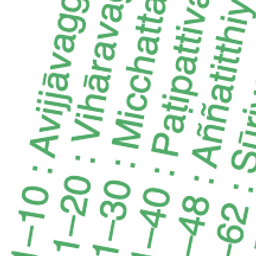 1–10 : Avijjāvagg
1–20 : Vihāravag
1–30 : Micchatta
1–40 : Paṭipattiva
1–48 : Aññatitthiy
–62 : Sūriy